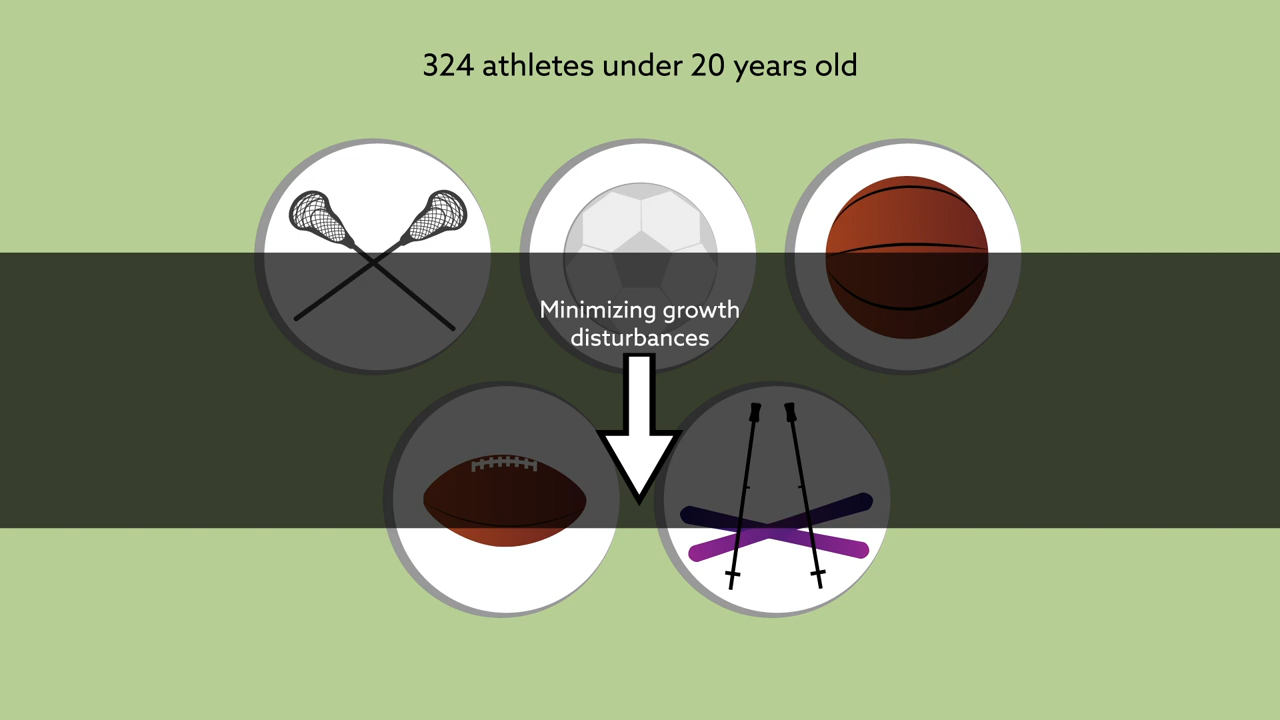 324 athletes under 20 years old
Minimizing growth
disturbances